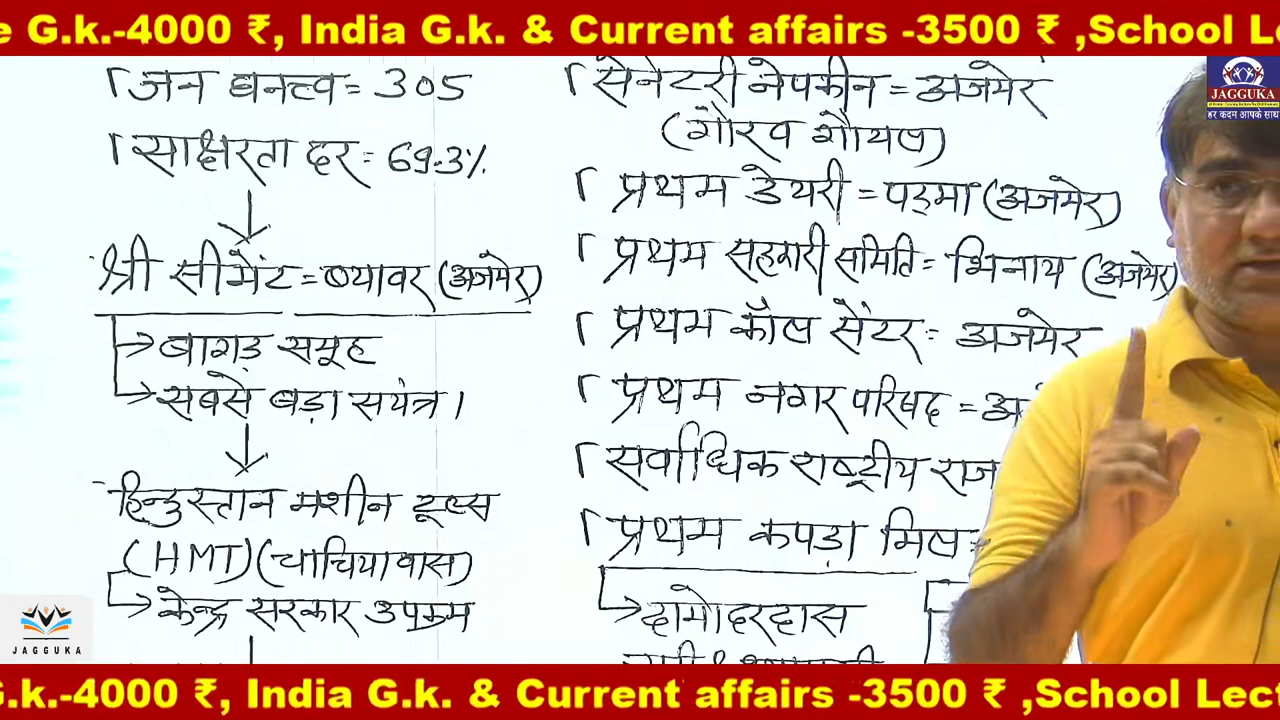 e G.k.-4000 ₹, India G.k. & Current affairs -3500 ₹ ,School Le
जन घनत्व = 305
साक्षरता दर = 69.3%
श्री सीमेंट = ब्यावर (अजमेर)
बागड़ समूह
सबसे बड़ा सयंत्र।
हिन्दुस्तान मशीन टूल्स
(HMT) (चाचियावास)
केन्द्र सरकार उपक्रम
सेनेटरी नेपकीन = अजमेर
(गौरव गौयल)
प्रथम डेयरी = पद्मा (अजमेर)
प्रथम सहकारी समिति = भिनाय (अजमेर)
प्रथम कॉल सेंटर = अजमेर
प्रथम नगर परिषद =
सर्वाधिक राष्ट्रीय राज
प्रथम कपड़ा मिल =
दामोदरदास
JAGGUKA
हर कदम आपके साथ
JAGGUKA
G.k.-4000 ₹, India G.k. & Current affairs -3500 ₹ ,School Lect